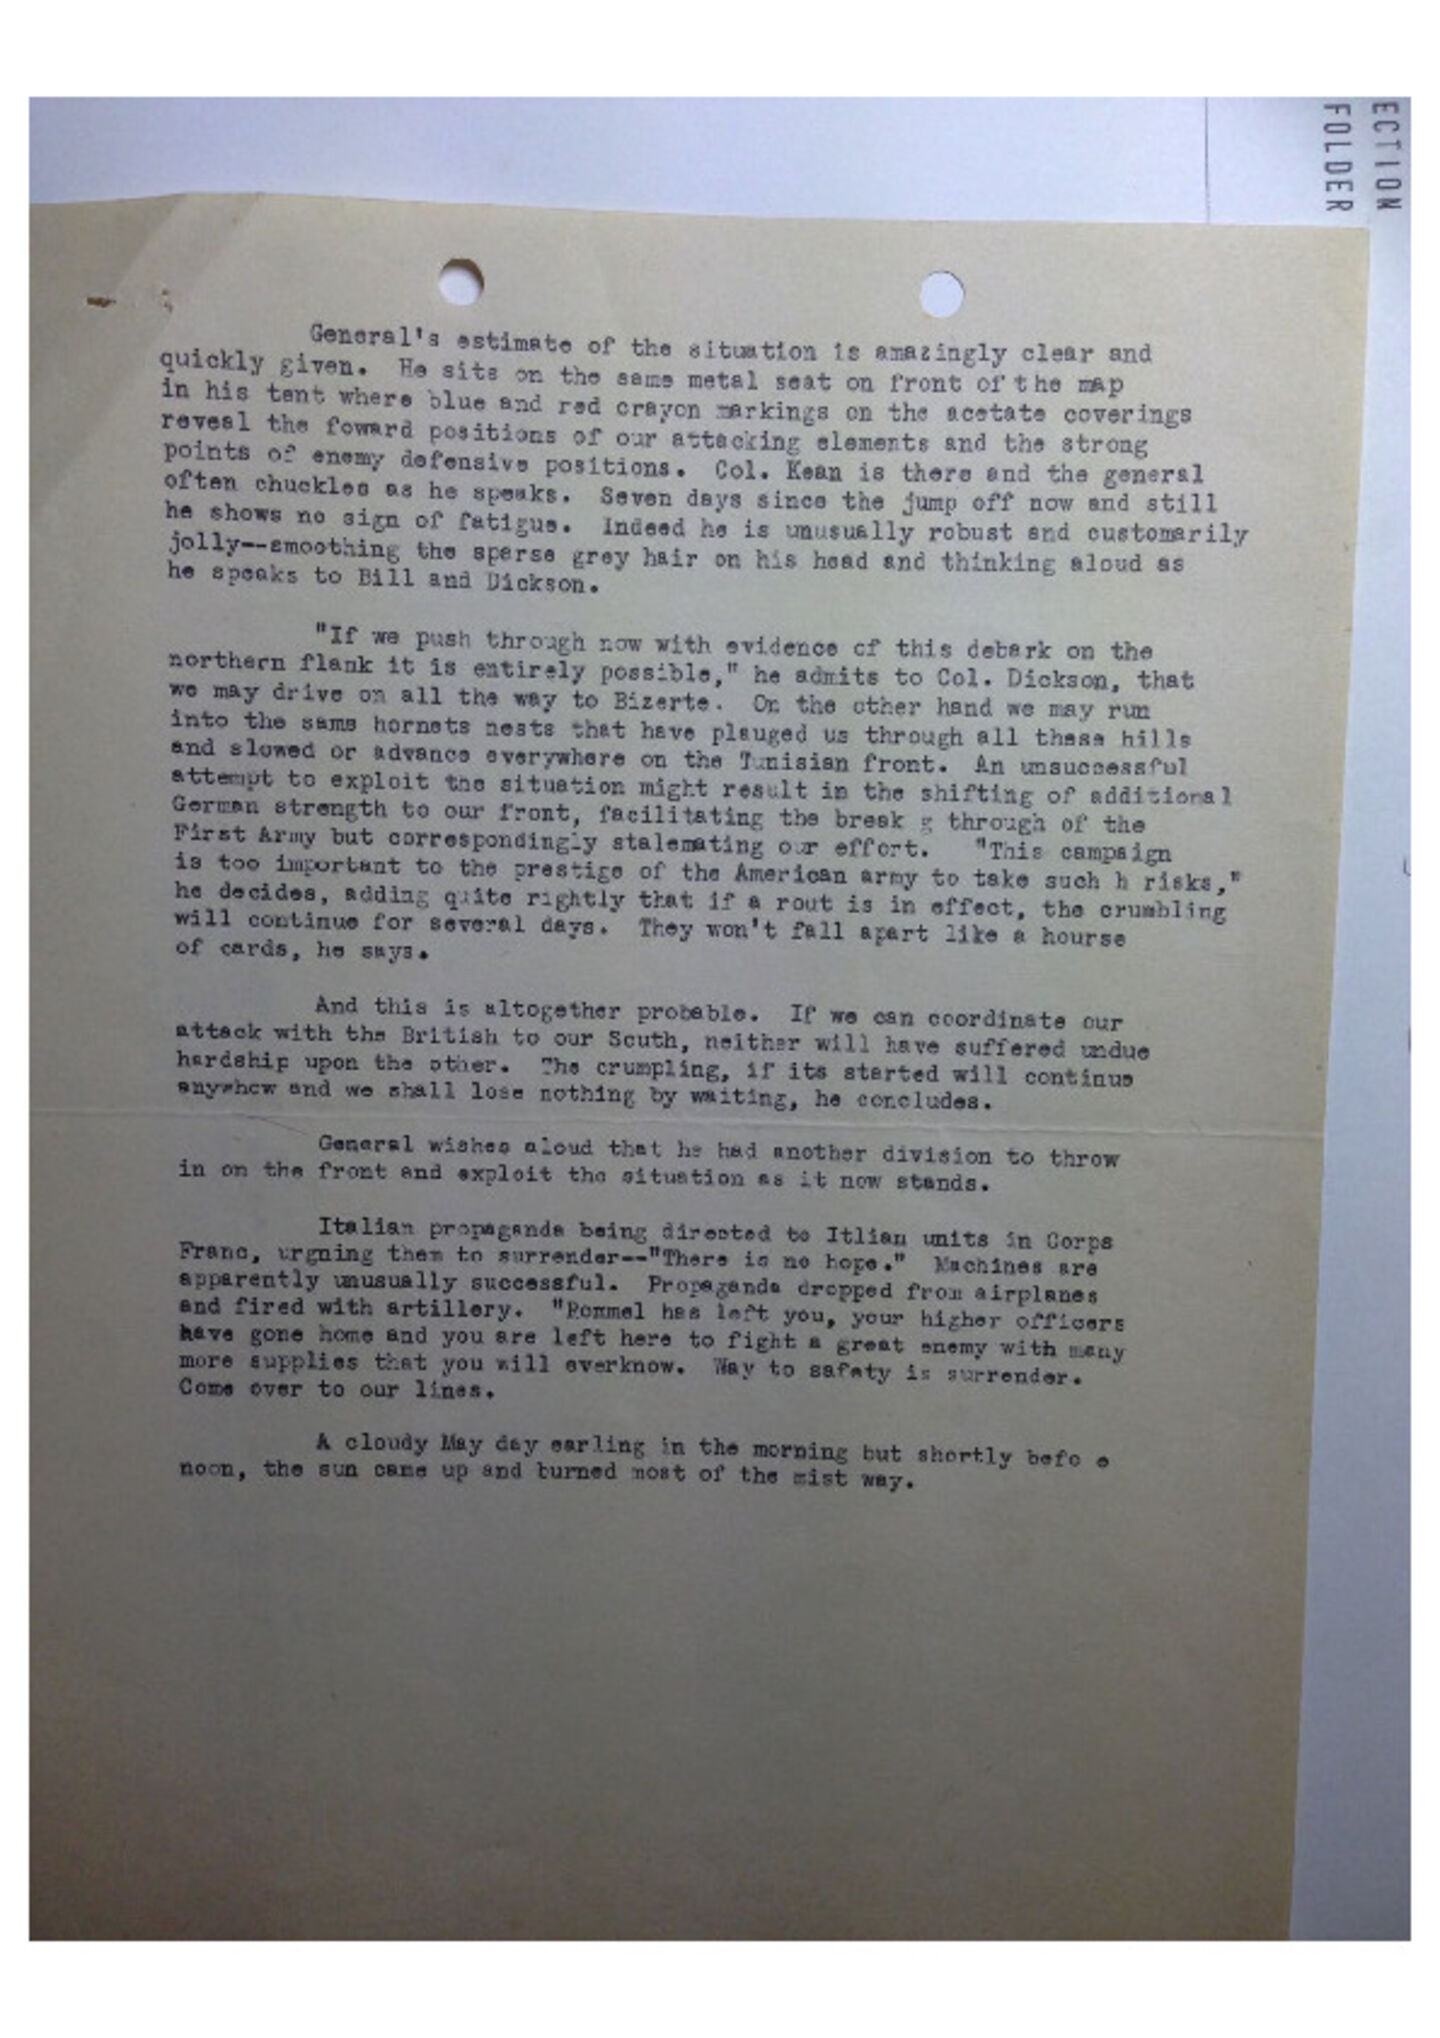 ECTION
FOLDER
General's estimate of the situation is amazingly clear and
quickly given. He sits on the same metal seat on front of the map
in his tent where blue and red crayon markings on the acetate coverings
reveal the foward positions of our attacking elements and the strong
points of enemy defensive positions. Col. Kean is there and the general
often chuckles as he speaks. Seven days since the jump off now and still
he shows no sign of fatigue. Indeed he is unusually robust and customarily
jolly--smoothing the sparse grey hair on his head and thinking aloud as
he speaks to Bill and Dickson.
"If we push through now with evidence of this debark on the
northern flank it is entirely possible," he admits to Col. Dickson, that
we may drive on all the way to Bizerte. On the other hand we may run
into the same hornets nests that have plauged us through all these hills
and slowed or advance everywhere on the Tunisian front. An unsuccessful
attempt to exploit the situation might result in the shifting of additional
German strength to our front, facilitating the break g through of the
First Army but correspondingly stalemating our effort. "This campaign
is too important to the prestige of the American army to take such h risks,"
he decides, adding quite rightly that if a rout is in effect, the crumbling
will continue for several days. They won't fall apart like a hourse
of cards, he says.
And this is altogether probable. If we can coordinate our
attack with the British to our South, neither will have suffered undue
hardship upon the other. The crumpling, if its started will continue
anywhow and we shall lose nothing by waiting, he concludes.
General wishes aloud that he had another division to throw
in on the front and exploit the situation as it now stands.
Italian propaganda being directed to Itlian units in Corps
Franc, urgning them to surrender--"There is no hope." Machines are
apparently unusually successful. Propaganda dropped from airplanes
and fired with artillery. "Rommel has left you, your higher officers
have gone home and you are left here to fight a great enemy with many
more supplies that you will everknow. Way to safety is surrender.
Come over to our lines.
A cloudy May day earling in the morning but shortly befo e
noon, the sun came up and burned most of the mist way.